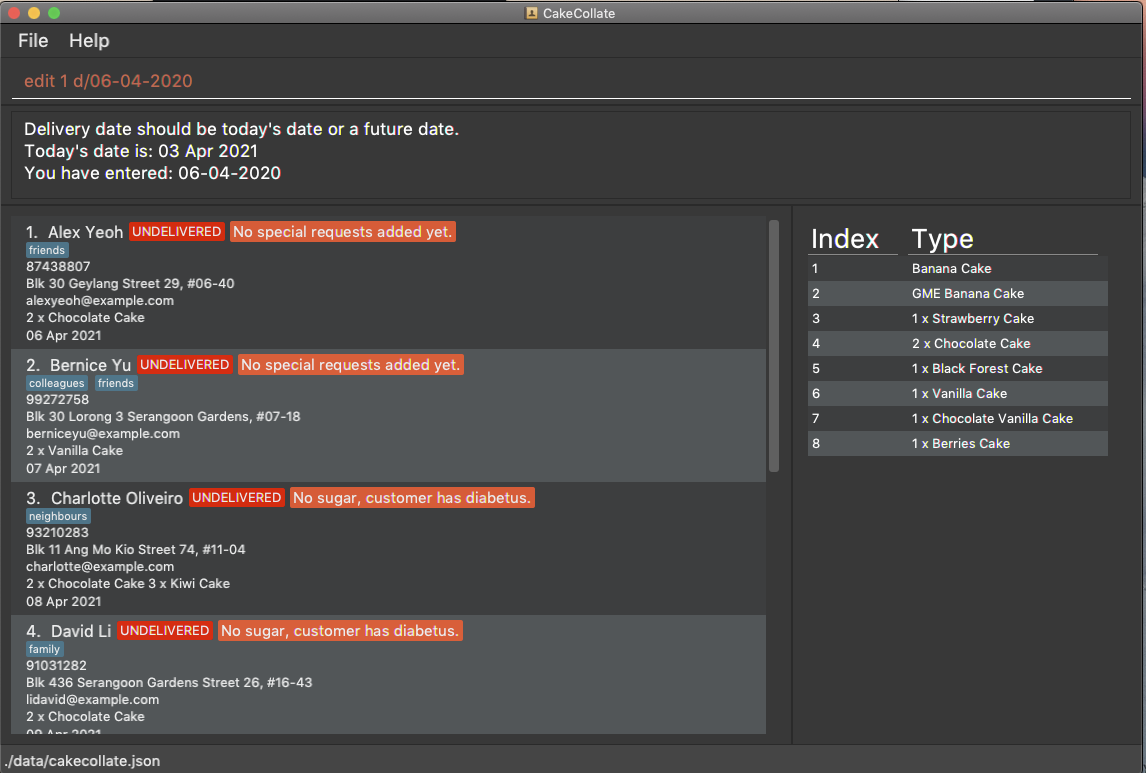 CakeCollate
File Help
edit 1 d/06-04-2020
Delivery date should be today's date or a future date.
Today's date is: 03 Apr 2021
You have entered: 06-04-2020
1. Alex Yeoh UNDELIVERED No special requests added yet.
friends
87438807
Blk 30 Geylang Street 29, #06-40
alexyeoh@example.com
2 x Chocolate Cake
06 Apr 2021
2. Bernice Yu UNDELIVERED No special requests added yet.
colleagues friends
99272758
Blk 30 Lorong 3 Serangoon Gardens, #07-18
berniceyu@example.com
2 x Vanilla Cake
07 Apr 2021
3. Charlotte Oliveiro UNDELIVERED No sugar, customer has diabetus.
neighbours
93210283
Blk 11 Ang Mo Kio Street 74, #11-04
charlotte@example.com
2 x Chocolate Cake 3 x Kiwi Cake
08 Apr 2021
4. David Li UNDELIVERED No sugar, customer has diabetus.
family
91031282
Blk 436 Serangoon Gardens Street 26, #16-43
lidavid@example.com
2 x Chocolate Cake
09 Apr 2021
Index Type
1 Banana Cake
2 GME Banana Cake
3 1 x Strawberry Cake
4 2 x Chocolate Cake
5 1 x Black Forest Cake
6 1 x Vanilla Cake
7 1 x Chocolate Vanilla Cake
8 1 x Berries Cake
./data/cakecollate.json